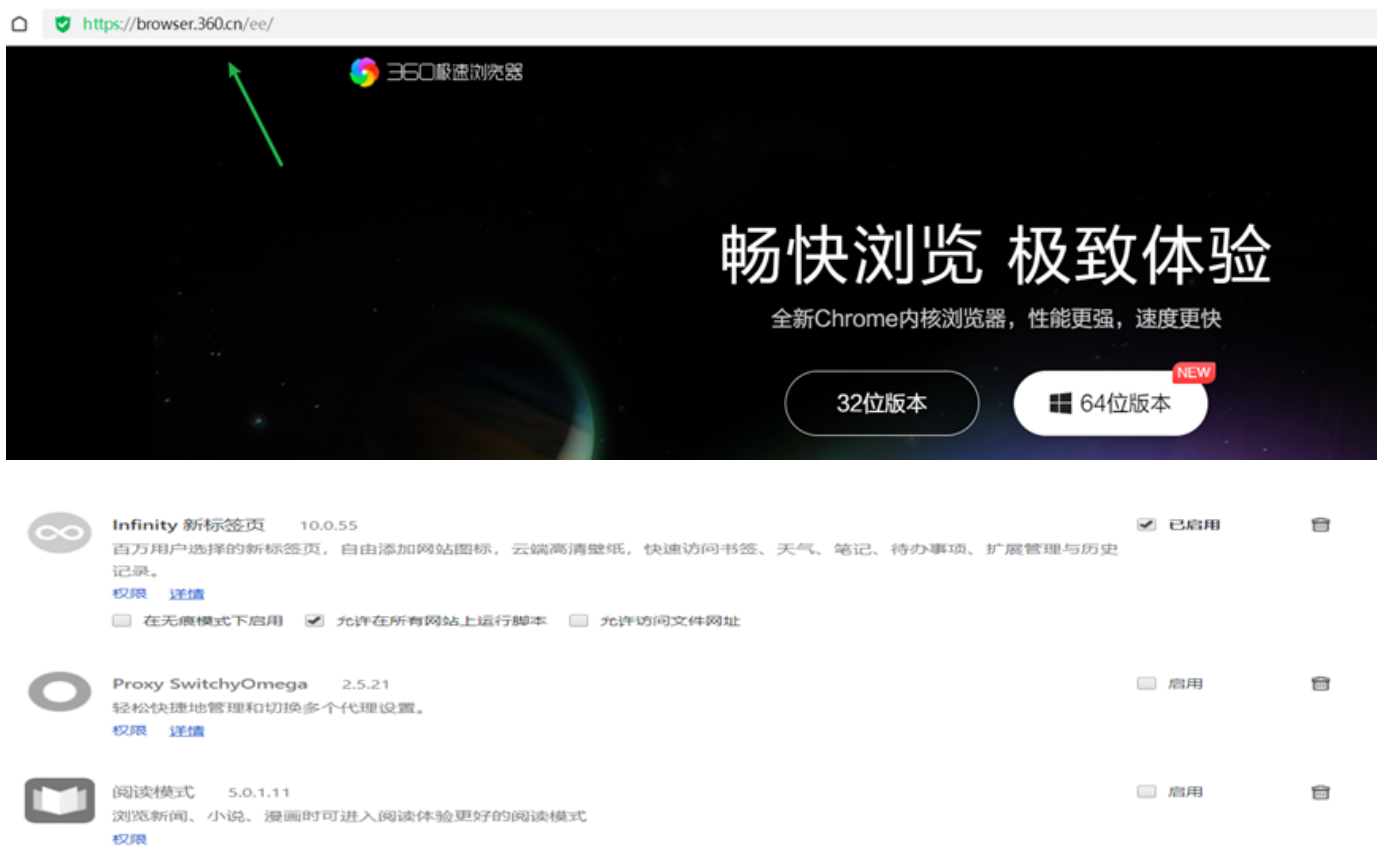 https://browser.360.cn/ee/
360极速浏览器
畅快浏览 极致体验
全新Chrome内核浏览器，性能更强，速度更快
NEW
32位版本 64位版本
Infinity 新标签页 10.0.55 已启用
百万用户选择的新标签页，自由添加网站图标，云端高清壁纸，快速访问书签、天气、笔记、待办事项、扩展管理与历史
记录。
权限 详情
在无痕模式下启用 允许在所有网站上运行脚本 允许访问文件网址
Proxy SwitchyOmega 2.5.21 启用
轻松快捷地管理和切换多个代理设置。
权限 详情
阅读模式 5.0.1.11 启用
浏览新闻、小说、漫画时可进入阅读体验更好的阅读模式
权限